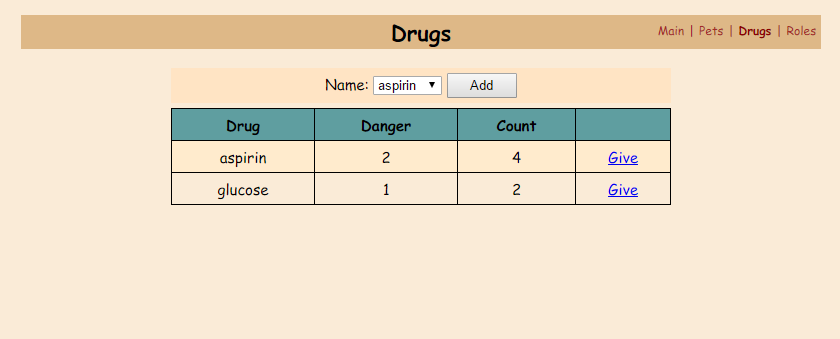 Drugs
Main | Pets | Drugs | Roles
Name: aspirin Add
Drug Danger Count
aspirin 2 4 Give
glucose 1 2 Give